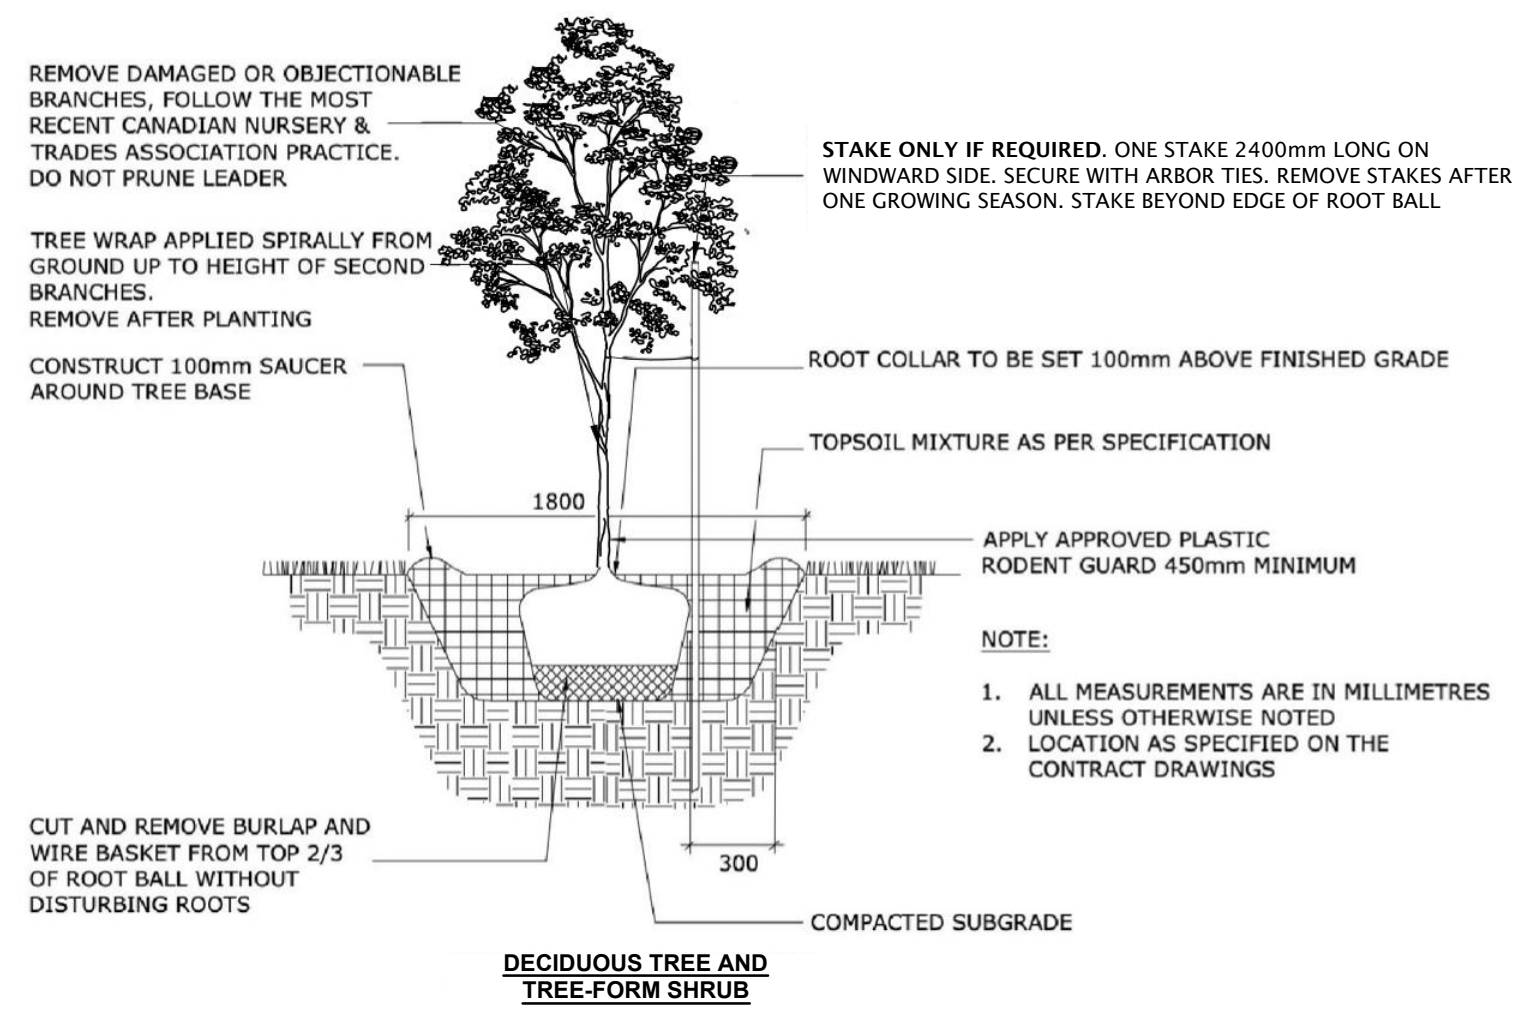 REMOVE DAMAGED OR OBJECTIONABLE
BRANCHES, FOLLOW THE MOST
RECENT CANADIAN NURSERY &
TRADES ASSOCIATION PRACTICE.
DO NOT PRUNE LEADER
TREE WRAP APPLIED SPIRALLY FROM
GROUND UP TO HEIGHT OF SECOND
BRANCHES.
REMOVE AFTER PLANTING
CONSTRUCT 100mm SAUCER
AROUND TREE BASE
STAKE ONLY IF REQUIRED. ONE STAKE 2400mm LONG ON
WINDWARD SIDE. SECURE WITH ARBOR TIES. REMOVE STAKES AFTER
ONE GROWING SEASON. STAKE BEYOND EDGE OF ROOT BALL
ROOT COLLAR TO BE SET 100mm ABOVE FINISHED GRADE
TOPSOIL MIXTURE AS PER SPECIFICATION
1800
APPLY APPROVED PLASTIC
RODENT GUARD 450mm MINIMUM
NOTE:
1. ALL MEASUREMENTS ARE IN MILLIMETRES
UNLESS OTHERWISE NOTED
2. LOCATION AS SPECIFIED ON THE
CONTRACT DRAWINGS
CUT AND REMOVE BURLAP AND
WIRE BASKET FROM TOP 2/3
OF ROOT BALL WITHOUT
DISTURBING ROOTS
300
COMPACTED SUBGRADE
DECIDUOUS TREE AND
TREE-FORM SHRUB